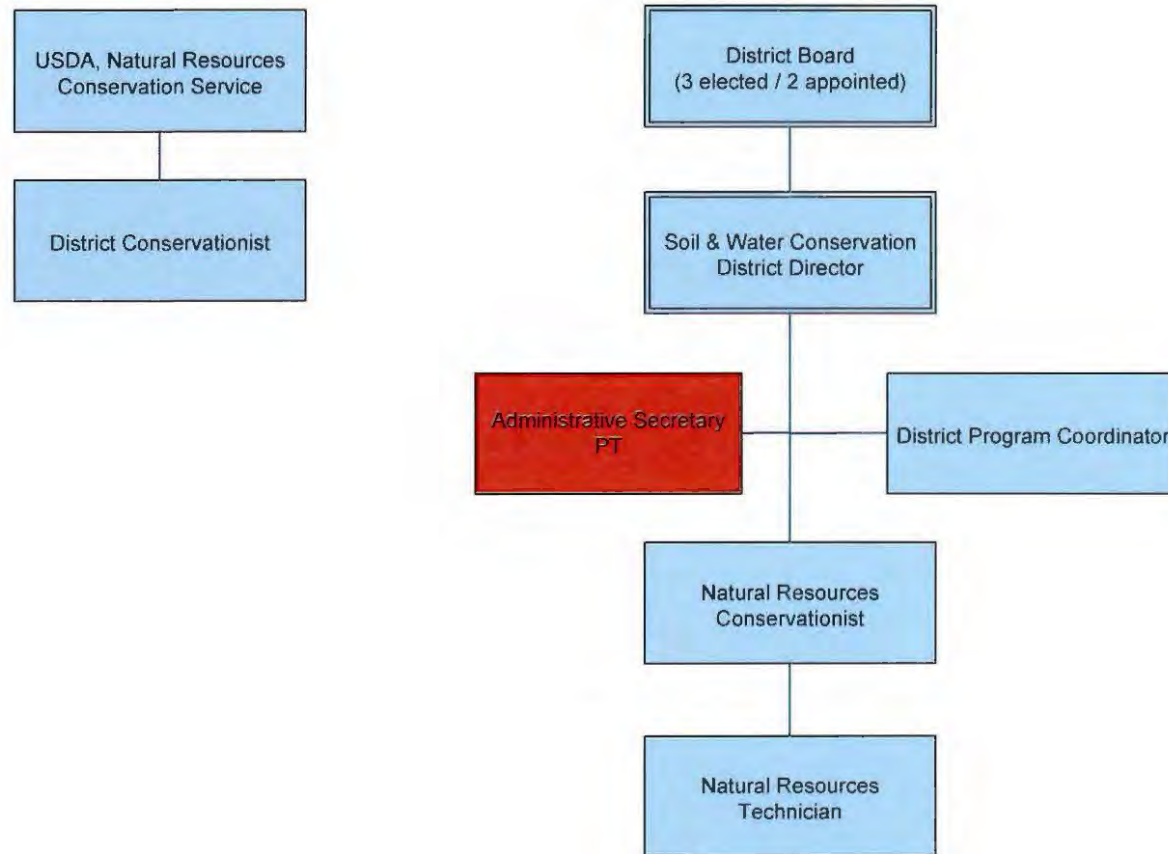 USDA, Natural Resources
Conservation Service
District Conservationist
District Board
(3 elected / 2 appointed)
Soil & Water Conservation
District Director
Administrative Secretary
PT
District Program Coordinator
Natural Resources
Conservationist
Natural Resources
Technician